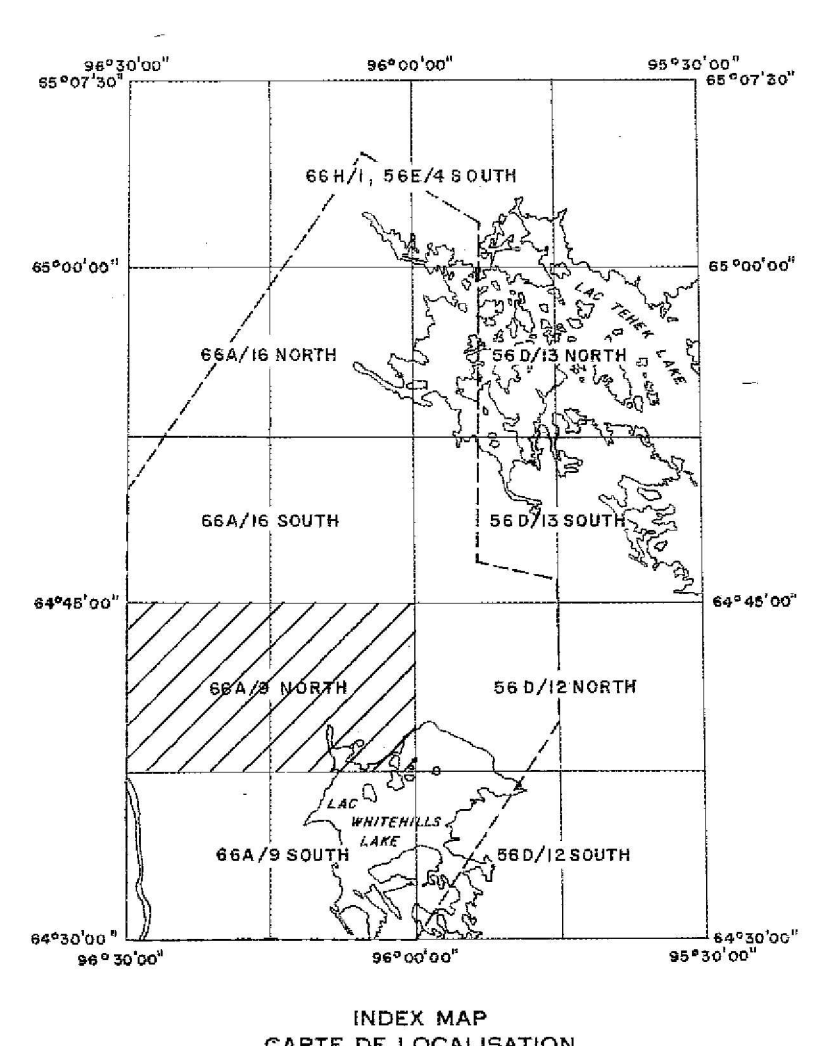 96°30'00" 96°00'00" 95°30'00"
65°07'30" 65°07'30"
66H/1, 56E/4 SOUTH
65°00'00" 65°00'00"
LAC TEHEK LAKE
66A/16 NORTH 56D/13 NORTH
66A/16 SOUTH 56D/13 SOUTH
64°45'00" 64°45'00"
66A/9 NORTH 56D/12 NORTH
LAC
WHITEHILLS
LAKE
66A/9 SOUTH 56D/12 SOUTH
64°30'00" 64°30'00"
96°30'00" 96°00'00" 95°30'00"
INDEX MAP
CARTE DE LOCALISATION